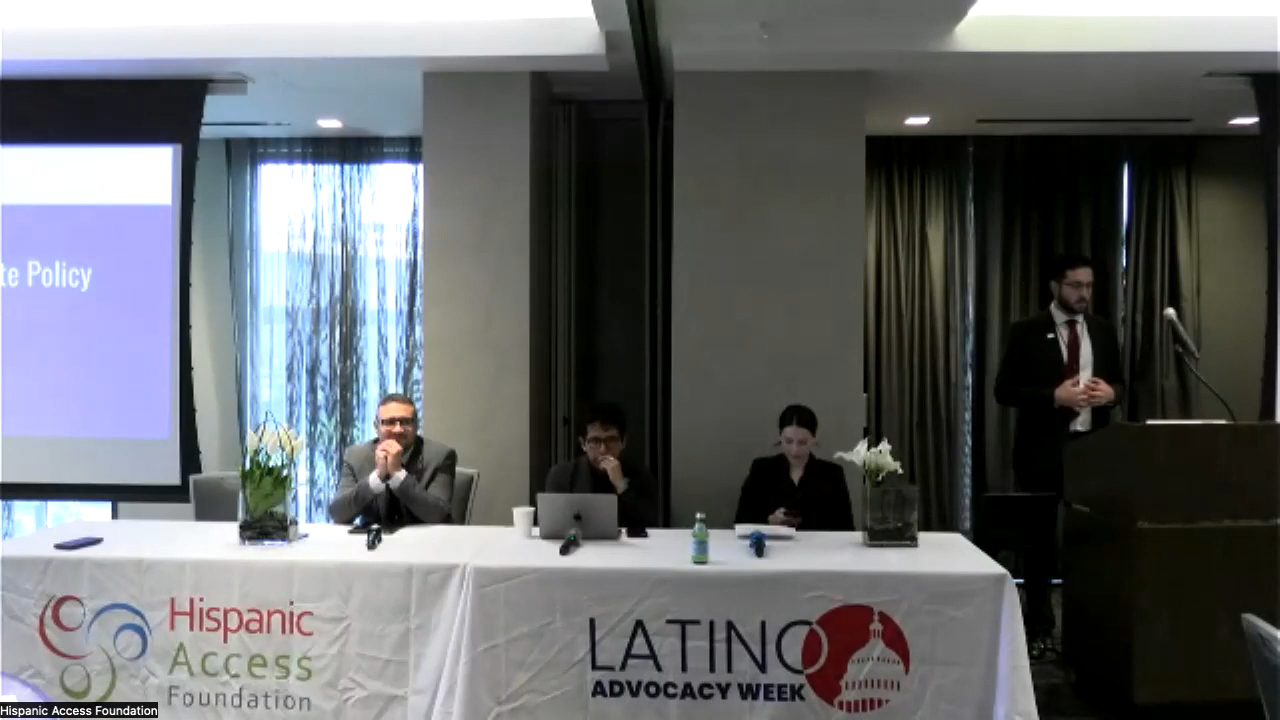 te Policy
Hispanic
Access
Foundation
LATINO
ADVOCACY WEEK
Hispanic Access Foundation